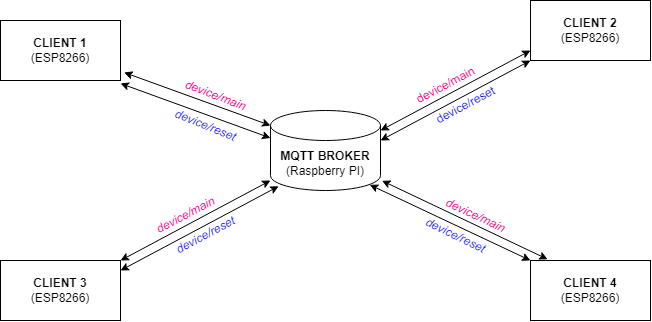 CLIENT 1
(ESP8266)
CLIENT 2
(ESP8266)
device/main
device/reset
device/main
device/reset
MQTT BROKER
(Raspberry PI)
device/main
device/reset
device/main
device/reset
CLIENT 3
(ESP8266)
CLIENT 4
(ESP8266)